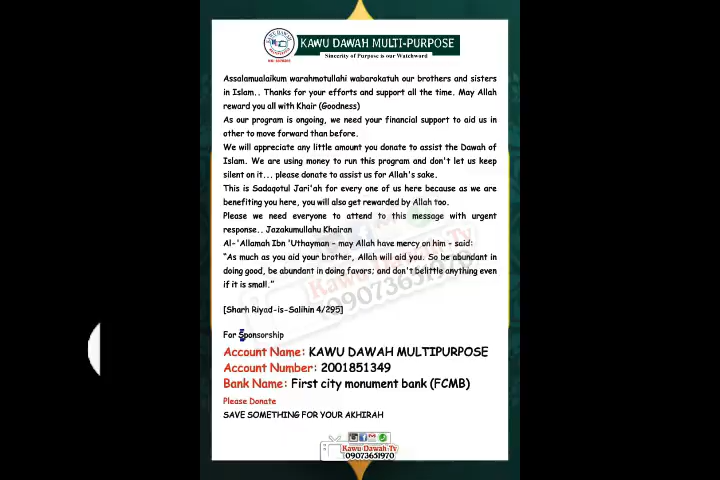 KAWU DAWAH MULTI-PURPOSE
Sincerity of Purpose is our Watchward
Assalamualaikum warahmotullahi wabarokatuh our brothers and sisters
in Islam.. Thanks for your efforts and support all the time. May Allah
reward you all with Khair (Goodness)
As our program is ongoing, we need your financial support to aid us in
other to move forward than before.
We will appreciate any little amount you donate to assist the Dawah of
Islam. We are using money to run this program and don't let us keep
silent on it... please donate to assist us for Allah's sake.
This is Sadaqotul Jari'ah for every one of us here because as we are
benefiting you here, you will also get rewarded by Allah too.
Please we need everyone to attend to this message with urgent
response.. Jazakumullahu Khairan
Al-'Allamah Ibn 'Uthayman - may Allah have mercy on him - said:
"As much as you aid your brother, Allah will aid you. So be abundant in
doing good, be abundant in doing favors; and don't belittle anything even
if it is small."
[Sharh Riyad-is-Salihin 4/295]
For Sponsorship
Account Name: KAWU DAWAH MULTIPURPOSE
Account Number: 2001851349
Bank Name: First city monument bank (FCMB)
Please Donate
SAVE SOMETHING FOR YOUR AKHIRAH
Kawu-Dawah-Tv
09073651970